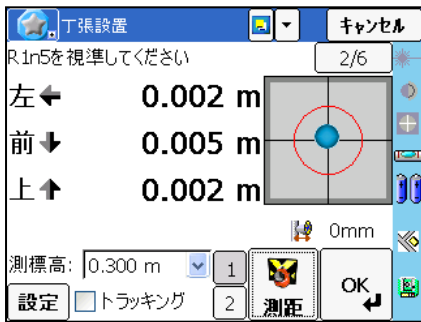 丁張設置
キャンセル
R1n5を視準してください
2/6
左 0.002 m
前 0.005 m
上 0.002 m
0mm
測標高: 0.300 m
1
設定
トラッキング
2
測距
OK